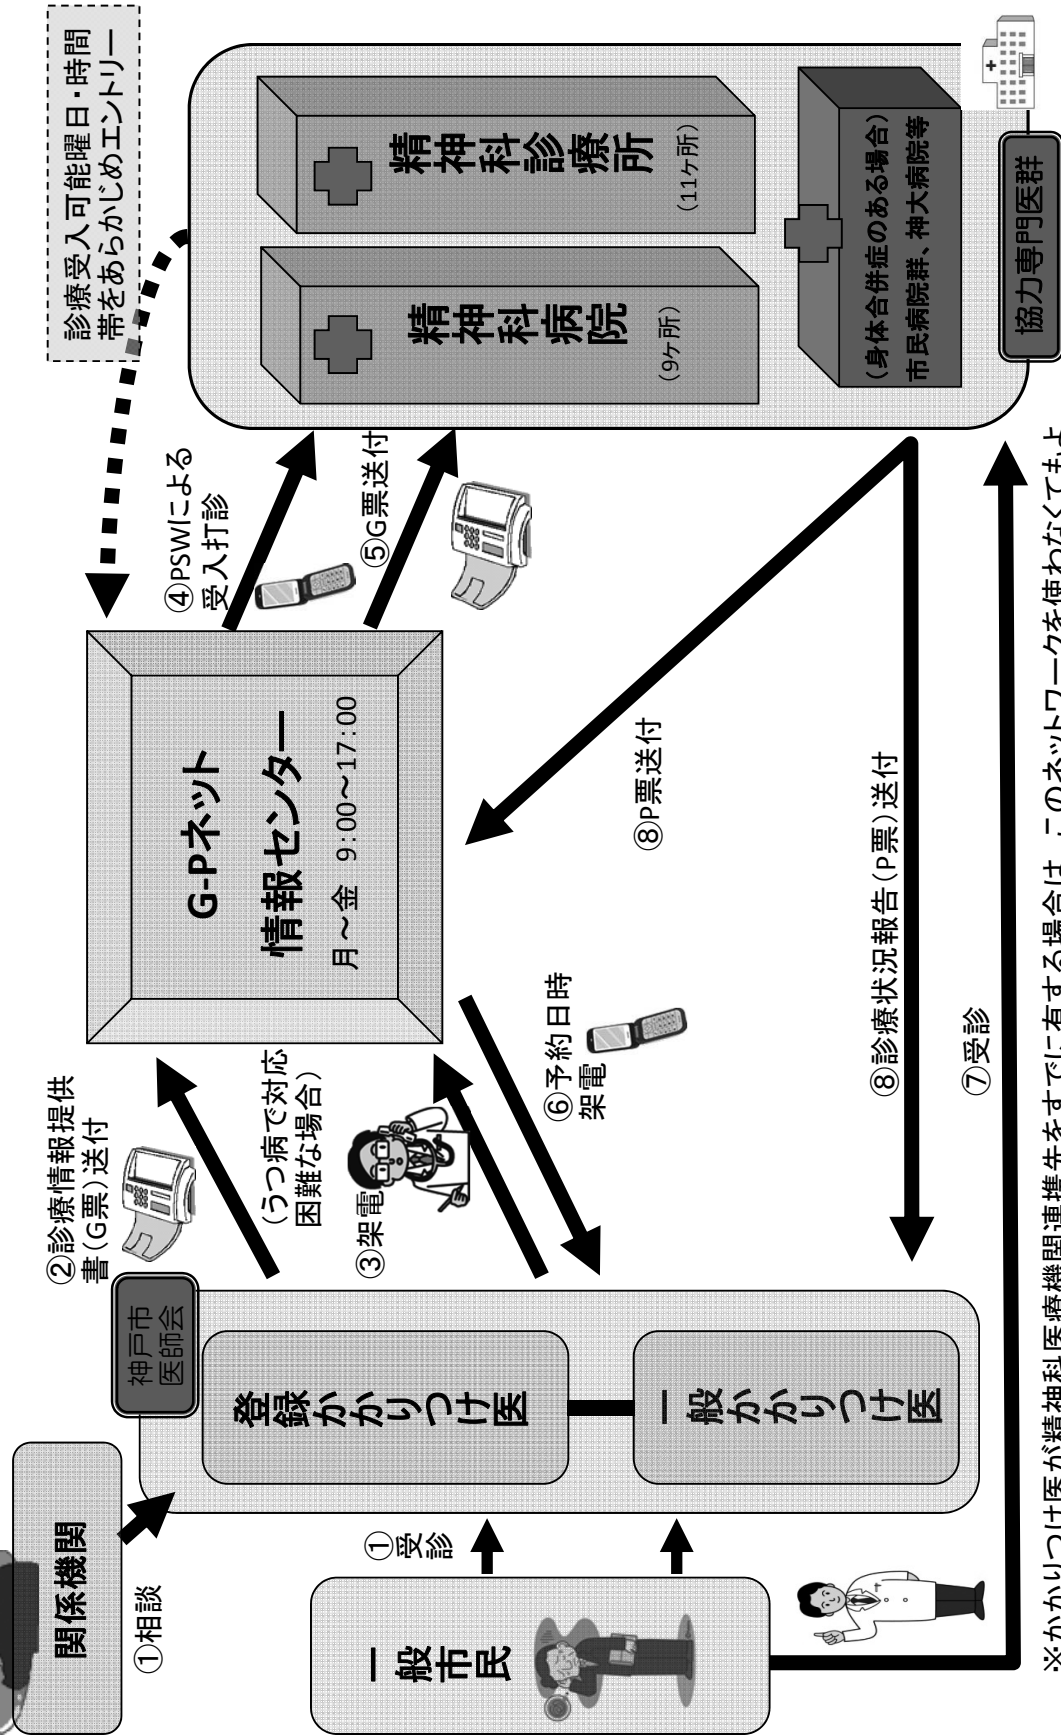 関係機関
①相談
一般市民
①受診
神戸市
医師会
登録かかりつけ医
一般かかりつけ医
②診療情報提供
書(G票)送付
(うつ病で対応
困難な場合)
③架電
G-Pネット
情報センター
月～金 9:00～17:00
④PSWによる
受入打診
⑤G票送付
⑥予約日時
架電
⑧P票送付
⑧診療状況報告(P票)送付
⑦受診
診療受入可能曜日・時間
帯をあらかじめエントリー
精神科診療所
(11ヶ所)
精神科病院
(9ヶ所)
(身体合併症のある場合)
市民病院群、神大病院等
協力専門医群
※かかりつけ医が精神科医療機関連携先をすでに有する場合は、このネットワークを使わなくてもよ